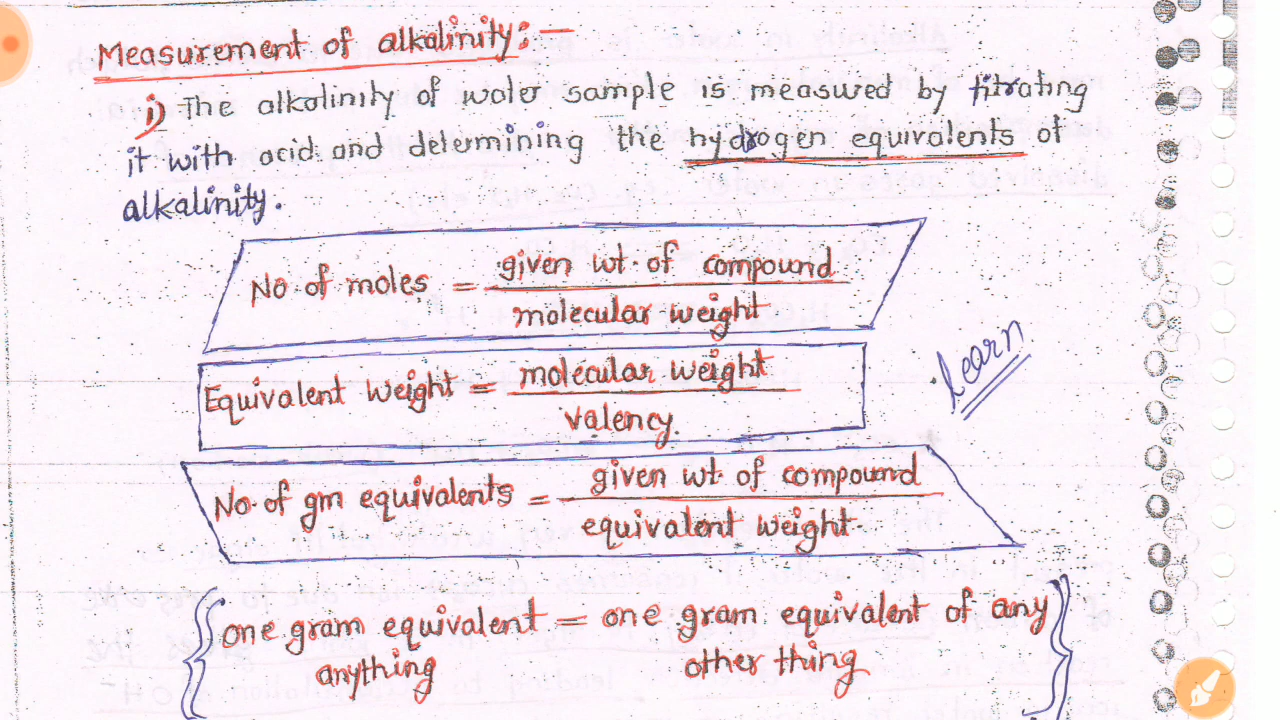 Measurement of alkalinity:—
i) The alkalinity of water sample is measured by titrating
it with acid and determining the hydrogen equivalents of
alkalinity.
No. of moles = given wt. of compound / molecular weight
Equivalent weight = molecular weight / valency.
Learn
No. of gm equivalents = given wt. of compound / equivalent weight.
{one gram equivalent = one gram equivalent of any}
anything other thing